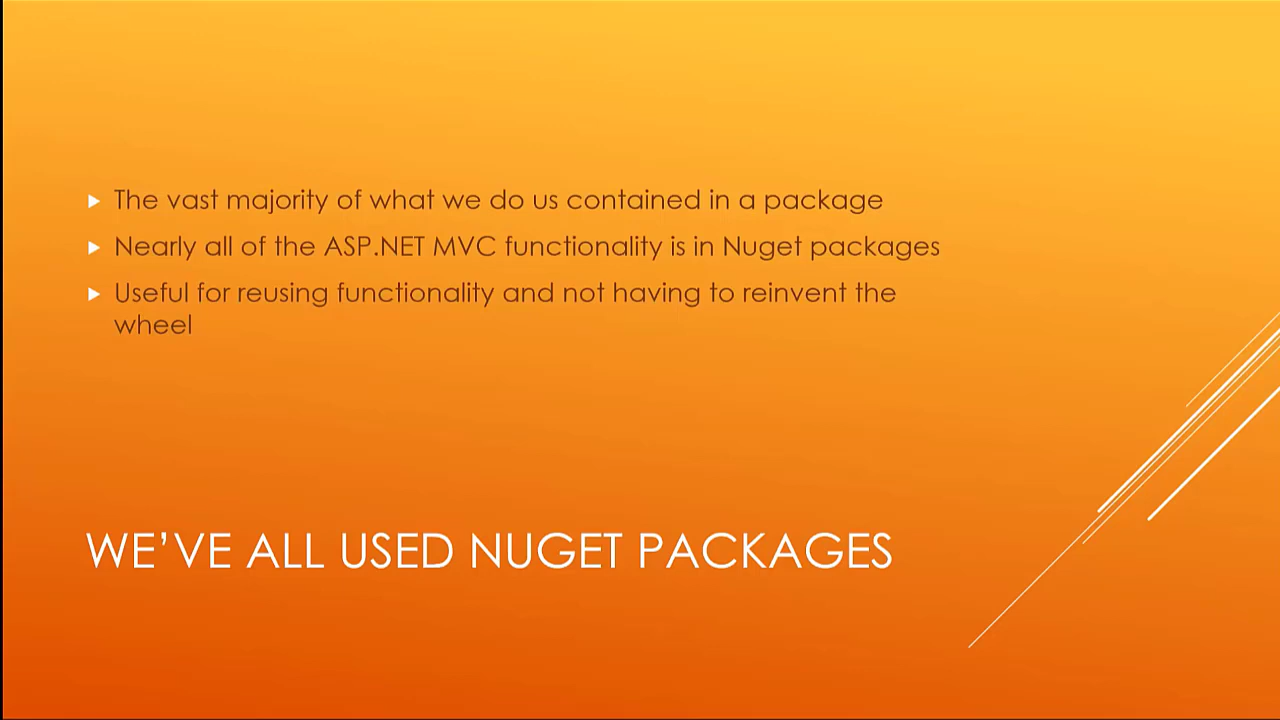 The vast majority of what we do us contained in a package
Nearly all of the ASP.NET MVC functionality is in Nuget packages
Useful for reusing functionality and not having to reinvent the
wheel
WE'VE ALL USED NUGET PACKAGES